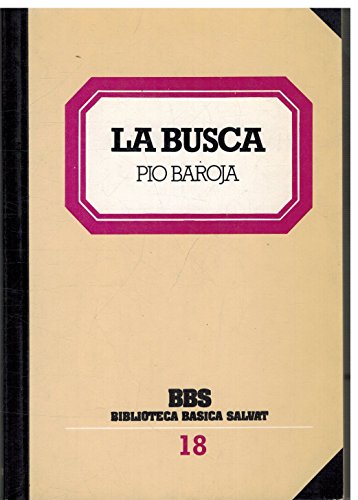 LA BUSCA
PIO BAROJA
BBS
BIBLIOTECA BASICA SALVAT
18